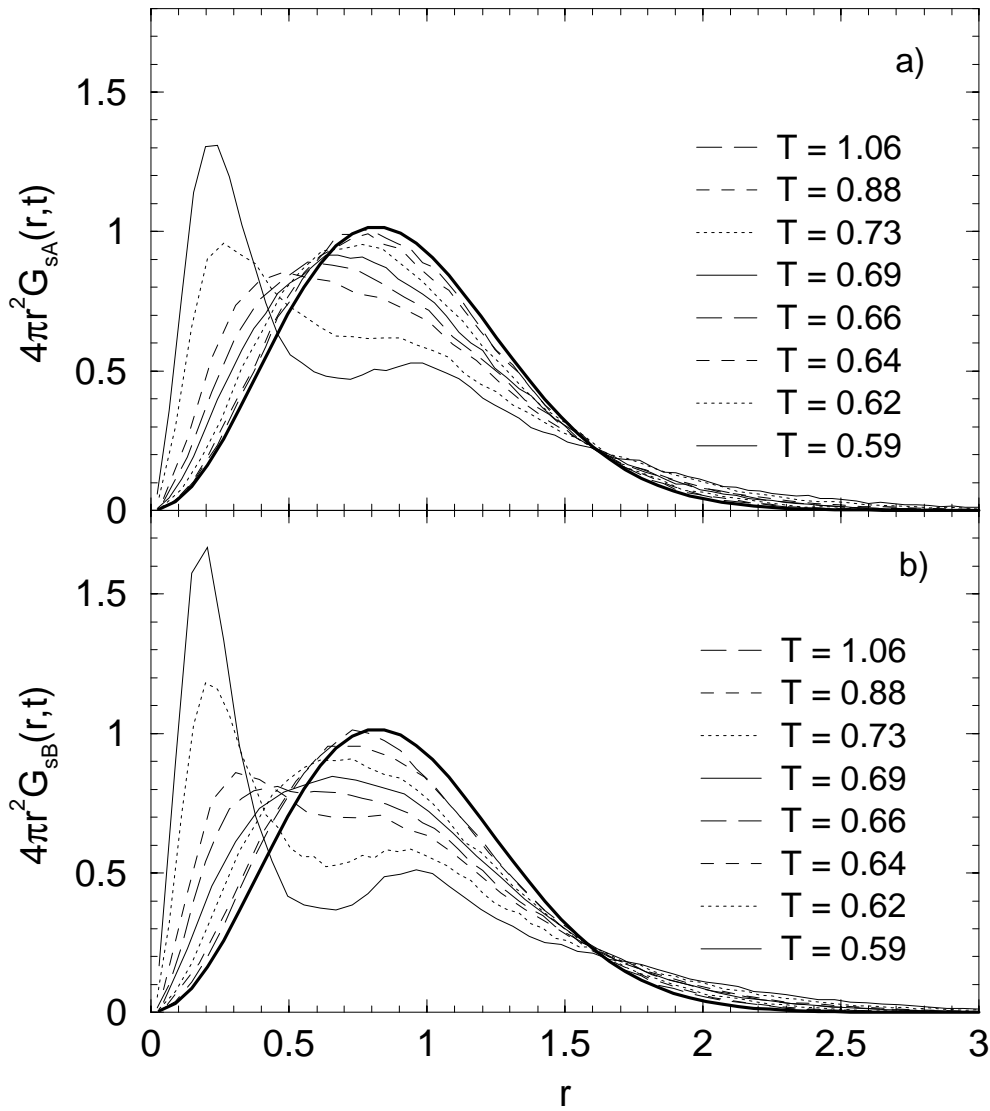 a)
1.5
1
0.5
0
4πr²G_sA(r,t)
T = 1.06
T = 0.88
T = 0.73
T = 0.69
T = 0.66
T = 0.64
T = 0.62
T = 0.59
b)
1.5
1
0.5
0
4πr²G_sB(r,t)
T = 1.06
T = 0.88
T = 0.73
T = 0.69
T = 0.66
T = 0.64
T = 0.62
T = 0.59
0 0.5 1 1.5 2 2.5 3
r